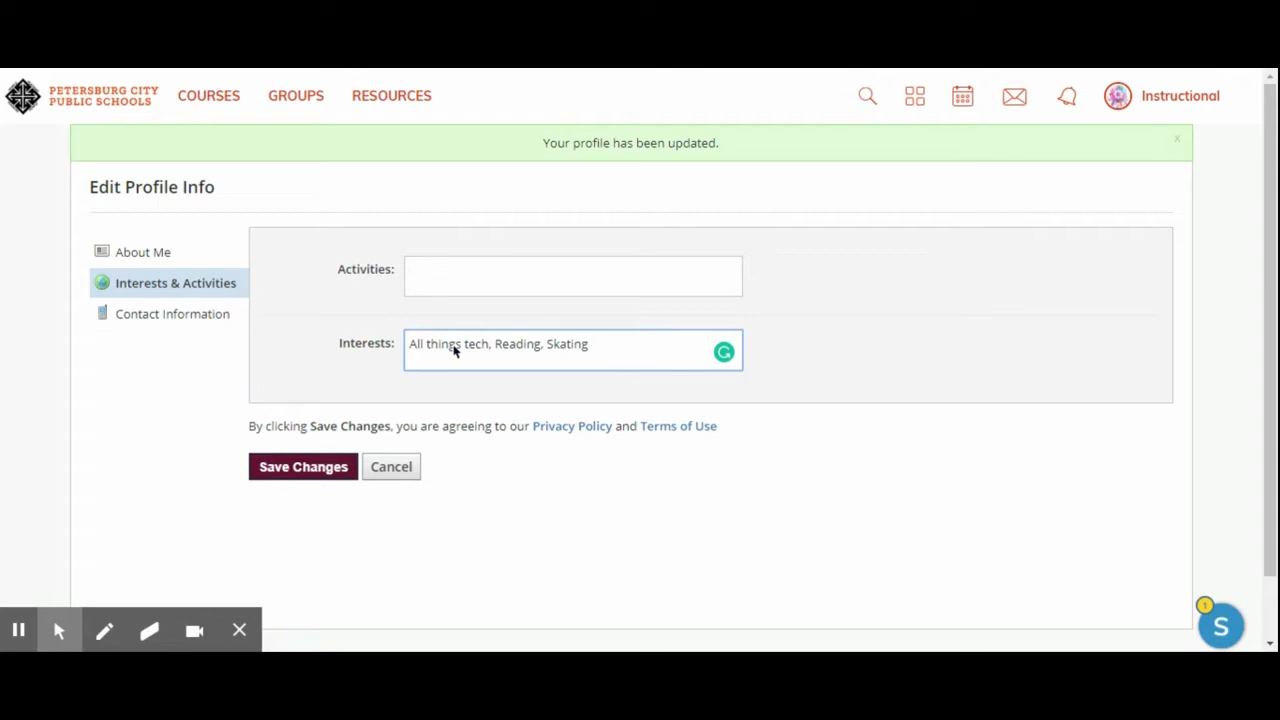 PETERSBURG CITY
PUBLIC SCHOOLS
COURSES GROUPS RESOURCES
Instructional
Your profile has been updated.
x
Edit Profile Info
About Me
Interests & Activities
Contact Information
Activities:
Interests: All things tech, Reading, Skating
By clicking Save Changes, you are agreeing to our Privacy Policy and Terms of Use
Save Changes Cancel
1
S